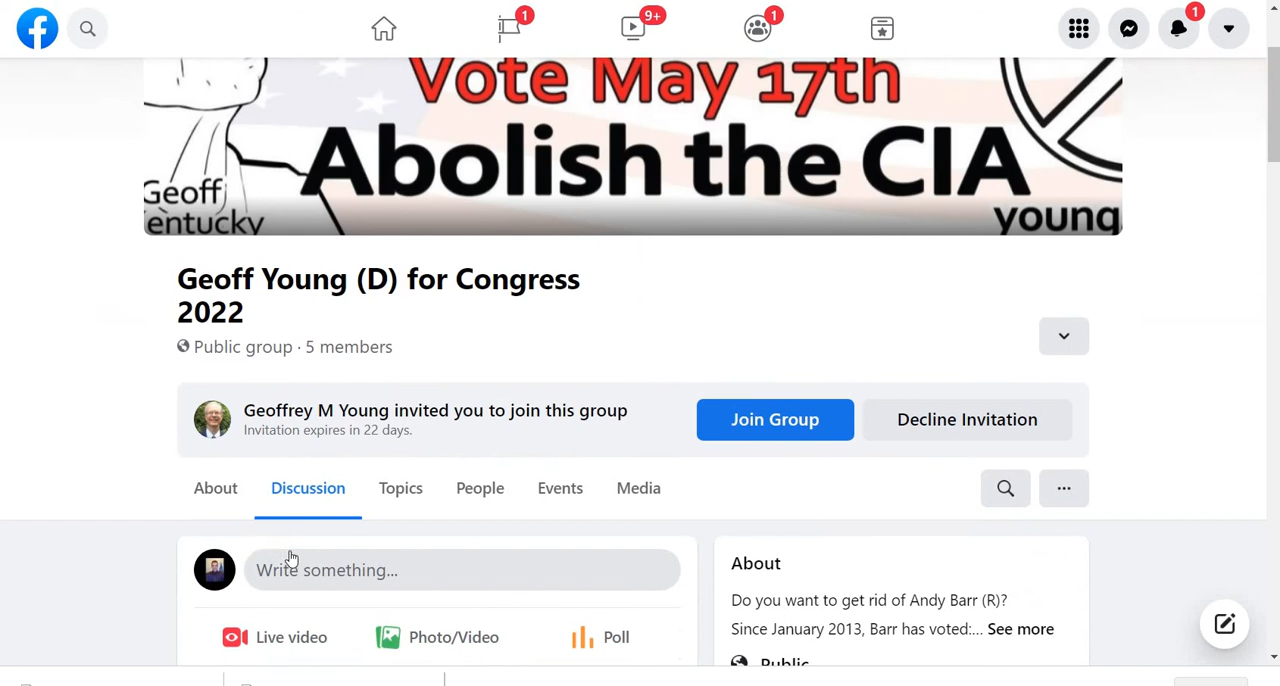 1
9+
1
1
Vote May 17th
Abolish the CIA
Geoff
entucky
young
Geoff Young (D) for Congress
2022
Public group · 5 members
Geoffrey M Young invited you to join this group
Invitation expires in 22 days.
Join Group
Decline Invitation
About
Discussion
Topics
People
Events
Media
Write something...
Live video
Photo/Video
Poll
About
Do you want to get rid of Andy Barr (R)?
Since January 2013, Barr has voted:... See more
Public